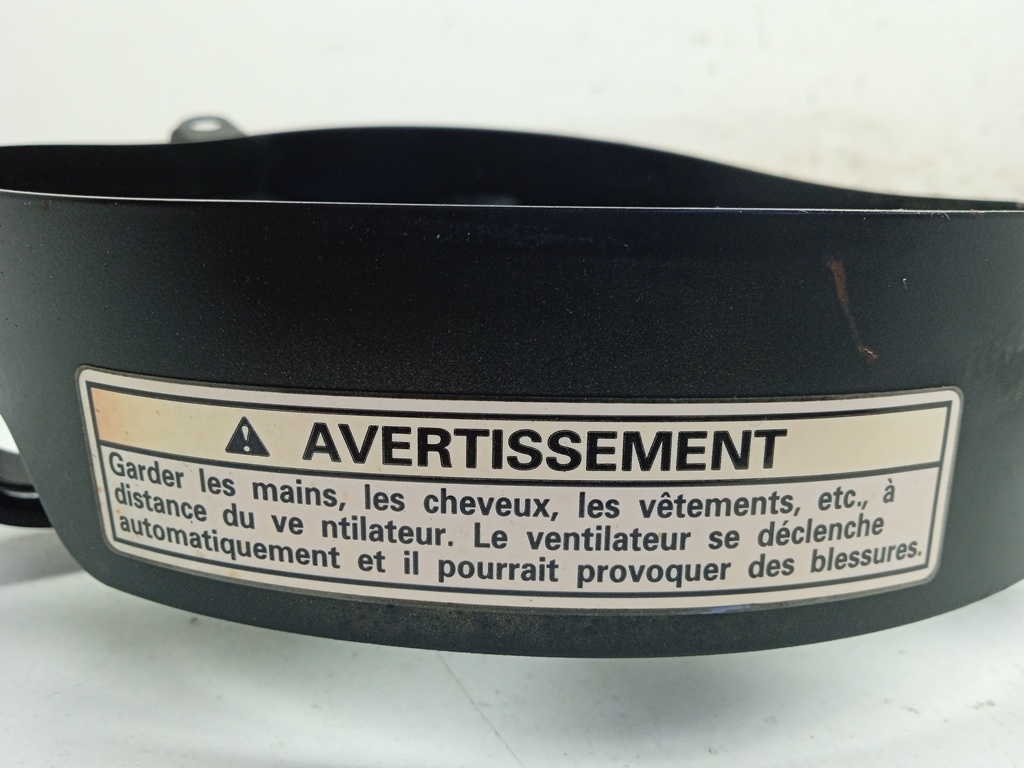 AVERTISSEMENT
Garder les mains, les cheveux, les vêtements, etc., à
distance du ve ntilateur. Le ventilateur se déclenche
automatiquement et il pourrait provoquer des blessures.